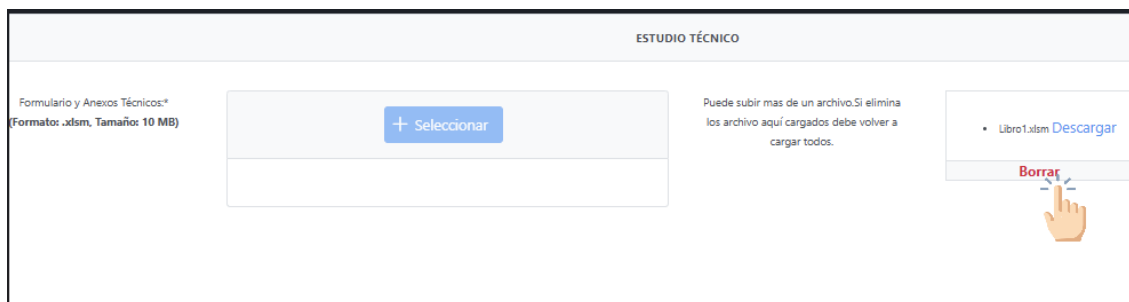 ESTUDIO TÉCNICO
Formulario y Anexos Técnicos:*
(Formato: .xlsm, Tamaño: 10 MB)
+ Seleccionar
Puede subir mas de un archivo.Si elimina
los archivo aquí cargados debe volver a
cargar todos.
• Libro1.xlsm Descargar
Borrar